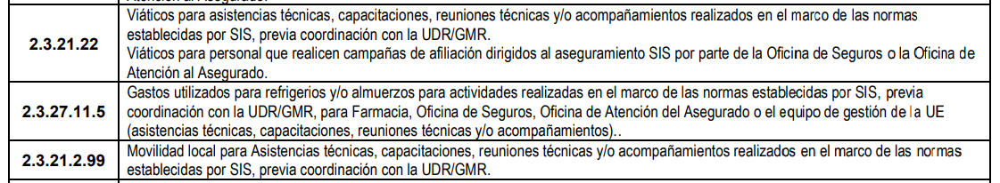 Atención al Asegurado.
2.3.21.22
Viáticos para asistencias técnicas, capacitaciones, reuniones técnicas y/o acompañamientos realizados en el marco de las normas
establecidas por SIS, previa coordinación con la UDR/GMR.
Viáticos para personal que realicen campañas de afiliación dirigidos al aseguramiento SIS por parte de la Oficina de Seguros o la Oficina de
Atención al Asegurado.
2.3.27.11.5
Gastos utilizados para refrigerios y/o almuerzos para actividades realizadas en el marco de las normas establecidas por SIS, previa
coordinación con la UDR/GMR, para Farmacia, Oficina de Seguros, Oficina de Atención del Asegurado o el equipo de gestión de la UE
(asistencias técnicas, capacitaciones, reuniones técnicas y/o acompañamientos)..
2.3.21.2.99
Movilidad local para Asistencias técnicas, capacitaciones, reuniones técnicas y/o acompañamientos realizados en el marco de las normas
establecidas por SIS, previa coordinación con la UDR/GMR.